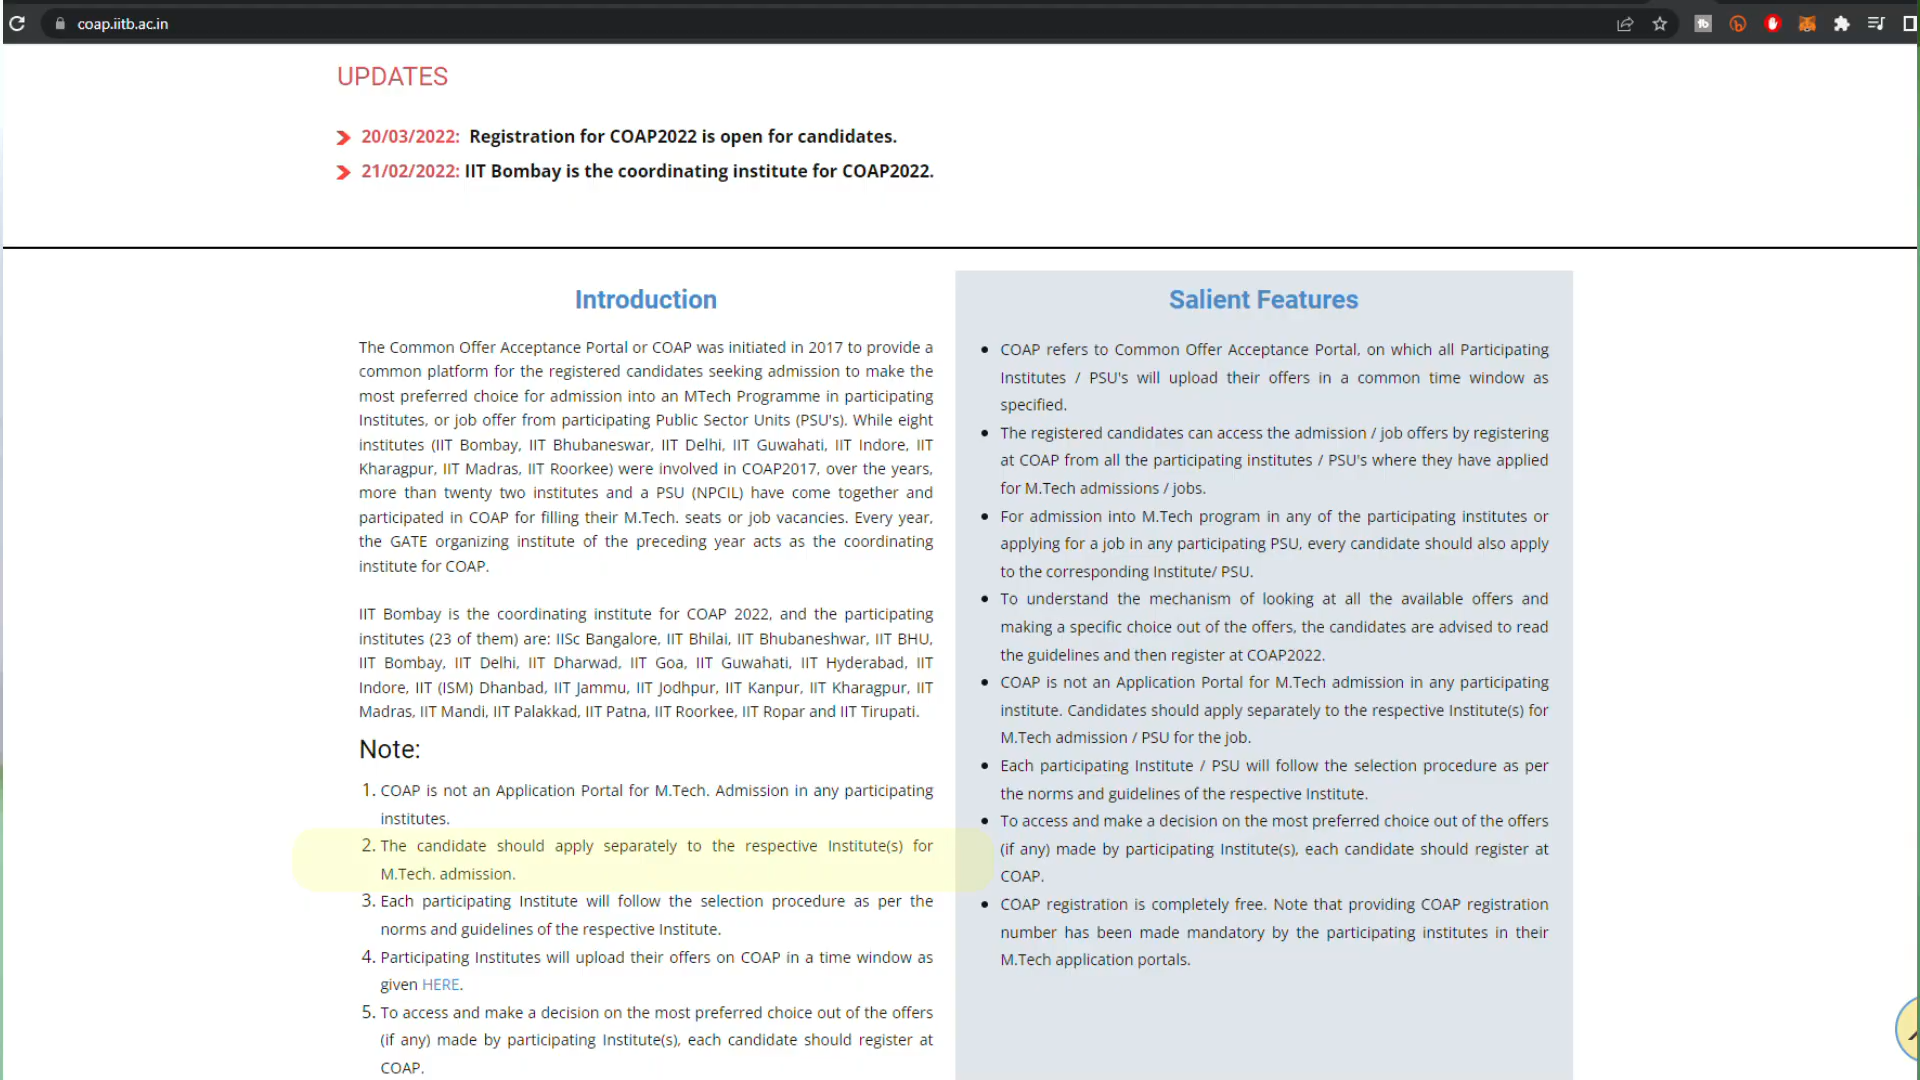 coap.iitb.ac.in
UPDATES
20/03/2022: Registration for COAP2022 is open for candidates.
21/02/2022: IIT Bombay is the coordinating institute for COAP2022.
Introduction
The Common Offer Acceptance Portal or COAP was initiated in 2017 to provide a
common platform for the registered candidates seeking admission to make the
most preferred choice for admission into an MTech Programme in participating
Institutes, or job offer from participating Public Sector Units (PSU's). While eight
institutes (IIT Bombay, IIT Bhubaneswar, IIT Delhi, IIT Guwahati, IIT Indore, IIT
Kharagpur, IIT Madras, IIT Roorkee) were involved in COAP2017, over the years,
more than twenty two institutes and a PSU (NPCIL) have come together and
participated in COAP for filling their M.Tech. seats or job vacancies. Every year,
the GATE organizing institute of the preceding year acts as the coordinating
institute for COAP.
IIT Bombay is the coordinating institute for COAP 2022, and the participating
institutes (23 of them) are: IISc Bangalore, IIT Bhilai, IIT Bhubaneshwar, IIT BHU,
IIT Bombay, IIT Delhi, IIT Dharwad, IIT Goa, IIT Guwahati, IIT Hyderabad, IIT
Indore, IIT (ISM) Dhanbad, IIT Jammu, IIT Jodhpur, IIT Kanpur, IIT Kharagpur, IIT
Madras, IIT Mandi, IIT Palakkad, IIT Patna, IIT Roorkee, IIT Ropar and IIT Tirupati.
Note:
1. COAP is not an Application Portal for M.Tech. Admission in any participating
institutes.
2. The candidate should apply separately to the respective Institute(s) for
M.Tech. admission.
3. Each participating Institute will follow the selection procedure as per the
norms and guidelines of the respective Institute.
4. Participating Institutes will upload their offers on COAP in a time window as
given HERE.
5. To access and make a decision on the most preferred choice out of the offers
(if any) made by participating Institute(s), each candidate should register at
COAP.
Salient Features
• COAP refers to Common Offer Acceptance Portal, on which all Participating
Institutes / PSU's will upload their offers in a common time window as
specified.
• The registered candidates can access the admission / job offers by registering
at COAP from all the participating institutes / PSU's where they have applied
for M.Tech admissions / jobs.
• For admission into M.Tech program in any of the participating institutes or
applying for a job in any participating PSU, every candidate should also apply
to the corresponding Institute/ PSU.
• To understand the mechanism of looking at all the available offers and
making a specific choice out of the offers, the candidates are advised to read
the guidelines and then register at COAP2022.
• COAP is not an Application Portal for M.Tech admission in any participating
institute. Candidates should apply separately to the respective Institute(s) for
M.Tech admission / PSU for the job.
• Each participating Institute / PSU will follow the selection procedure as per
the norms and guidelines of the respective Institute.
• To access and make a decision on the most preferred choice out of the offers
(if any) made by participating Institute(s), each candidate should register at
COAP.
• COAP registration is completely free. Note that providing COAP registration
number has been made mandatory by the participating institutes in their
M.Tech application portals.